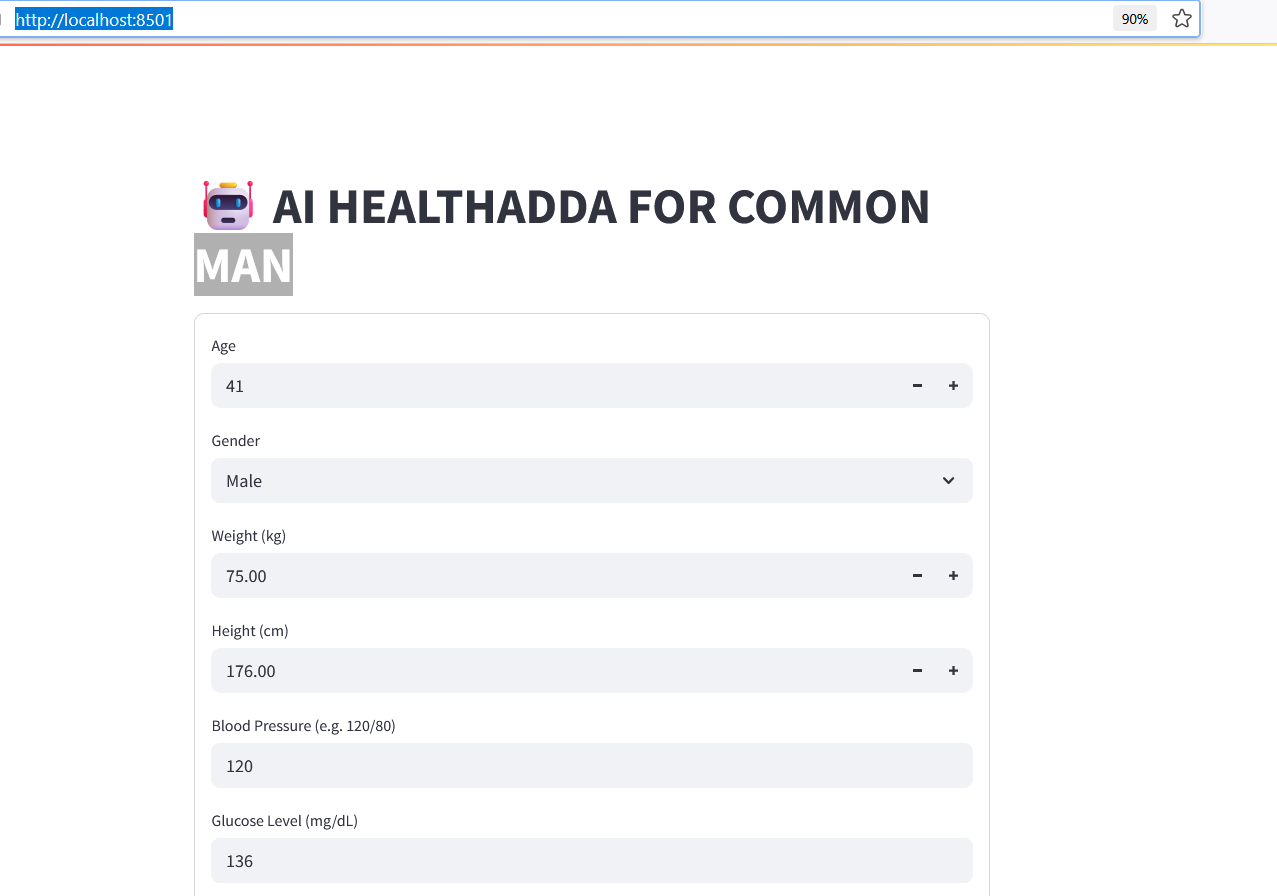 http://localhost:8501
90%
AI HEALTHADDA FOR COMMON
MAN
Age
41
Gender
Male
Weight (kg)
75.00
Height (cm)
176.00
Blood Pressure (e.g. 120/80)
120
Glucose Level (mg/dL)
136